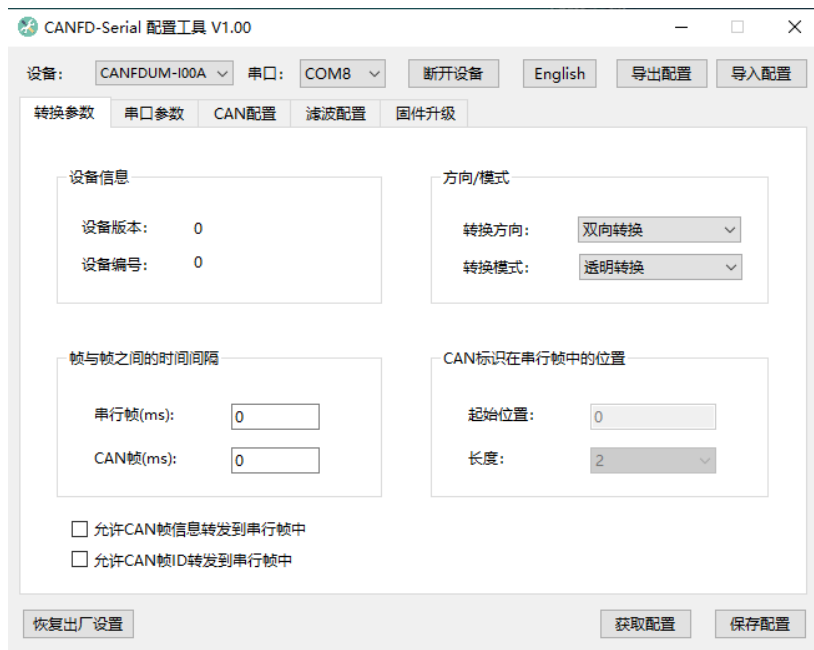 CANFD-Serial 配置工具 V1.00
设备: CANFDUM-I00A 串口: COM8 断开设备 English 导出配置 导入配置
转换参数 串口参数 CAN配置 滤波配置 固件升级
设备信息
设备版本: 0
设备编号: 0
方向/模式
转换方向: 双向转换
转换模式: 透明转换
帧与帧之间的时间间隔
串行帧(ms): 0
CAN帧(ms): 0
CAN标识在串行帧中的位置
起始位置: 0
长度: 2
允许CAN帧信息转发到串行帧中
允许CAN帧ID转发到串行帧中
恢复出厂设置 获取配置 保存配置